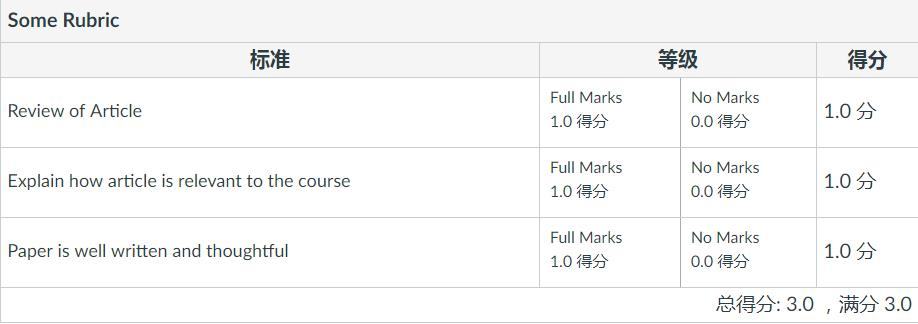 Some Rubric
标准 等级 得分
Review of Article
Full Marks
1.0 得分
No Marks
0.0 得分
1.0 分
Explain how article is relevant to the course
Full Marks
1.0 得分
No Marks
0.0 得分
1.0 分
Paper is well written and thoughtful
Full Marks
1.0 得分
No Marks
0.0 得分
1.0 分
总得分: 3.0 ，满分 3.0